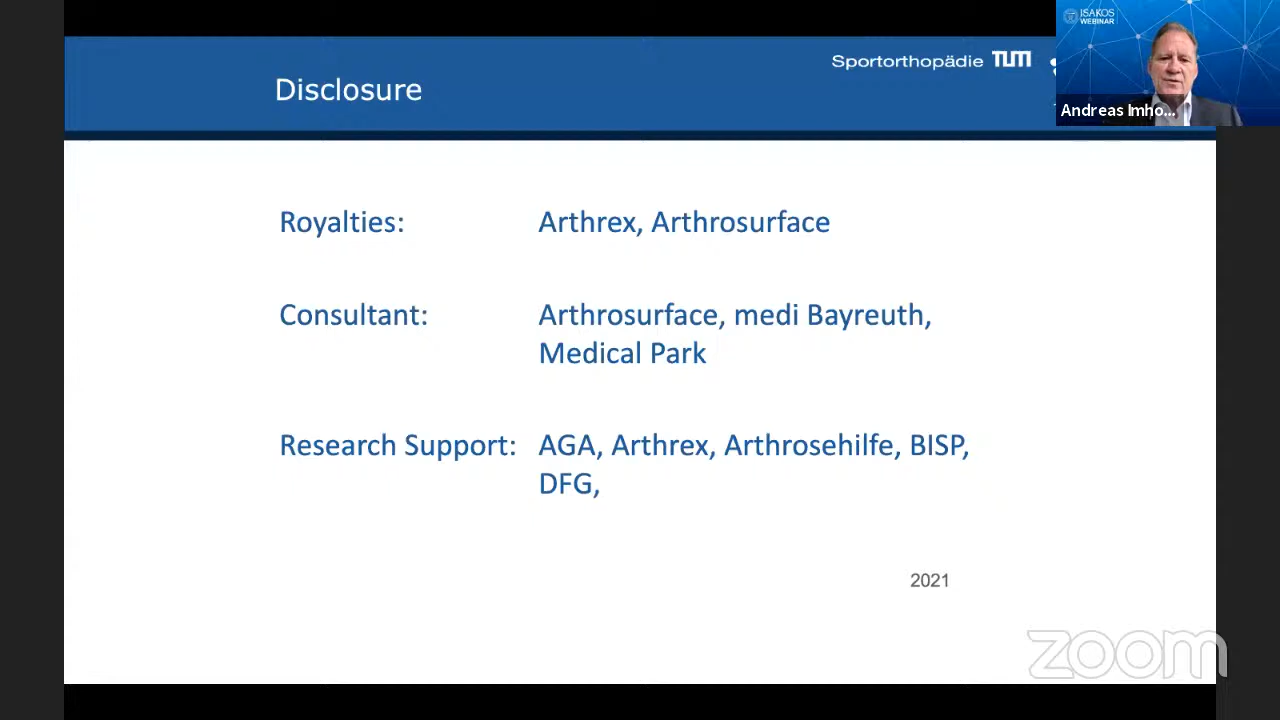 ISAKOS
WEBINAR
Sportorthopädie TUM
Disclosure
Andreas Imho...
Royalties: Arthrex, Arthrosurface
Consultant: Arthrosurface, medi Bayreuth,
Medical Park
Research Support: AGA, Arthrex, Arthrosehilfe, BISP,
DFG,
2021
zoom